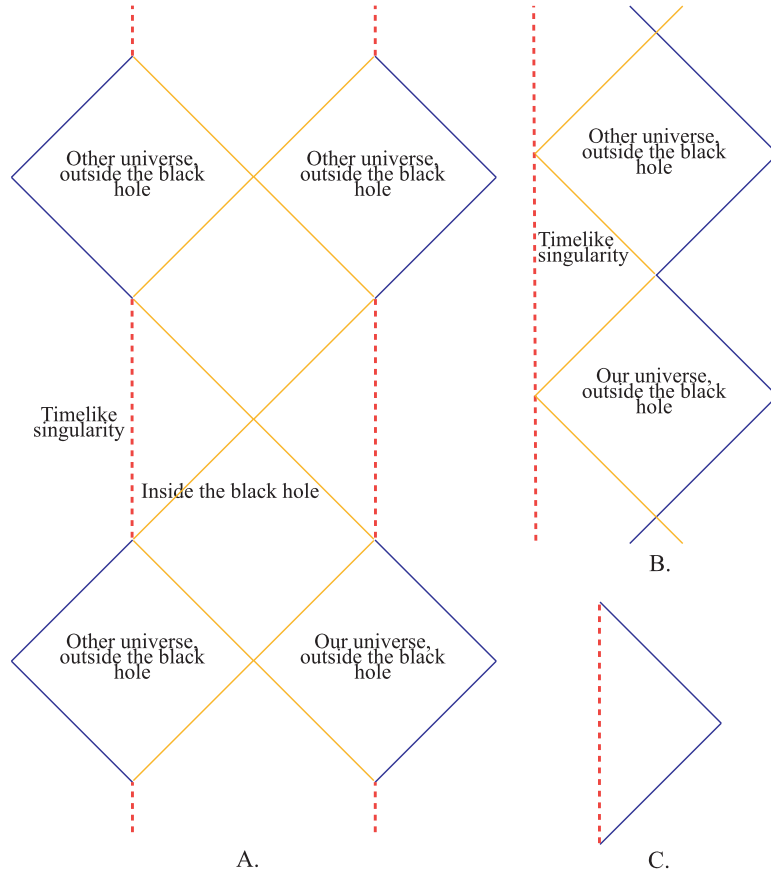 Other universe,
outside the black
hole
Other universe,
outside the black
hole
Timelike
singularity
Inside the black hole
Other universe,
outside the black
hole
Our universe,
outside the black
hole
A.
Other universe,
outside the black
hole
Timelike
singularity
Our universe,
outside the black
hole
B.
C.